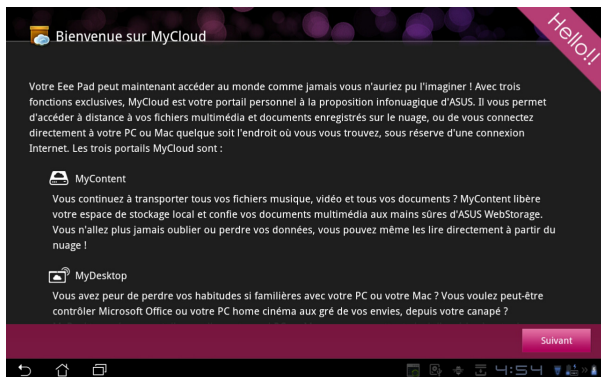 Bienvenue sur MyCloud
Hello!!
Votre Eee Pad peut maintenant accéder au monde comme jamais vous n'auriez pu l'imaginer ! Avec trois
fonctions exclusives, MyCloud est votre portail personnel à la proposition infonuagique d'ASUS. Il vous permet
d'accéder à distance à vos fichiers multimédia et documents enregistrés sur le nuage, ou de vous connectez
directement à votre PC ou Mac quelque soit l'endroit où vous vous trouvez, sous réserve d'une connexion
Internet. Les trois portails MyCloud sont :
MyContent
Vous continuez à transporter tous vos fichiers musique, vidéo et tous vos documents ? MyContent libère
votre espace de stockage local et confie vos documents multimédia aux mains sûres d'ASUS WebStorage.
Vous n'allez plus jamais oublier ou perdre vos données, vous pouvez même les lire directement à partir du
nuage !
MyDesktop
Vous avez peur de perdre vos habitudes si familières avec votre PC ou votre Mac ? Vous voulez peut-être
contrôler Microsoft Office ou votre PC home cinéma aux gré de vos envies, depuis votre canapé ?
Suivant
4:54